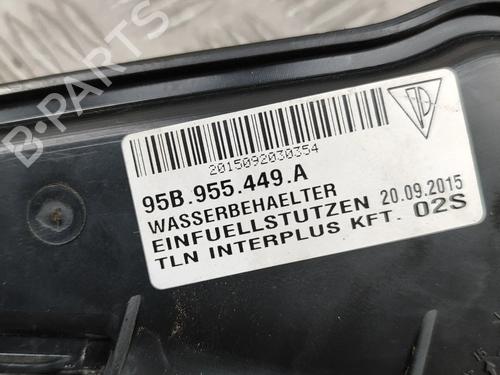 B-PARTS
2015092030354
95B.955.449.A
WASSERBEHAELTER
EINFUELLSTUTZEN 20.09.2015
TLN INTERPLUS KFT. 02S